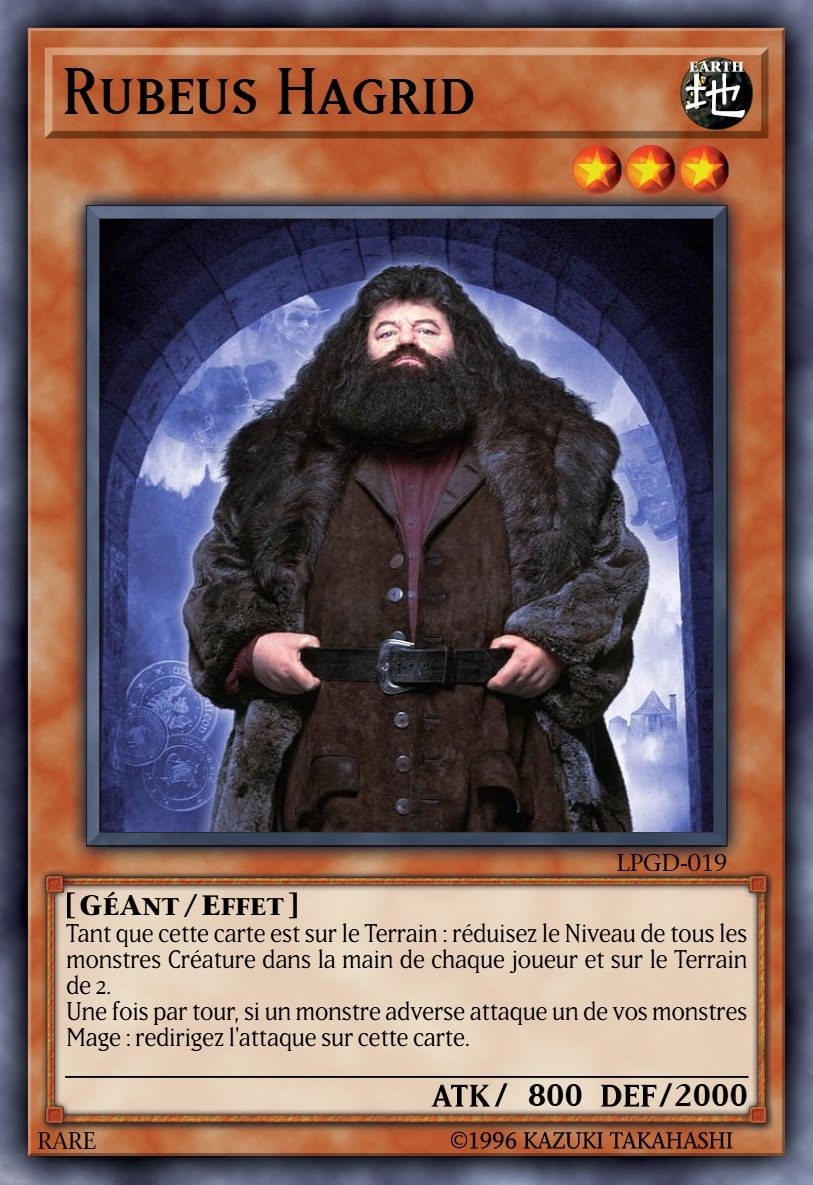 Rubeus Hagrid
EARTH
地
LPGD-019
[ GÉANT / EFFET ]
Tant que cette carte est sur le Terrain : réduisez le Niveau de tous les
monstres Créature dans la main de chaque joueur et sur le Terrain
de 2.
Une fois par tour, si un monstre adverse attaque un de vos monstres
Mage : redirigez l'attaque sur cette carte.
ATK/ 800 DEF/2000
RARE ©1996 KAZUKI TAKAHASHI